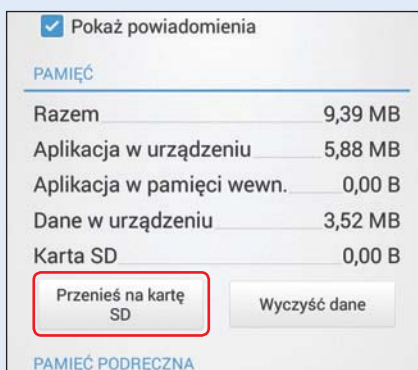 Pokaż powiadomienia
PAMIĘĆ
Razem 9,39 MB
Aplikacja w urządzeniu 5,88 MB
Aplikacja w pamięci wewn. 0,00 B
Dane w urządzeniu 3,52 MB
Karta SD 0,00 B
Przenieś na kartę
SD
Wyczyść dane
PAMIĘĆ PODRĘCZNA